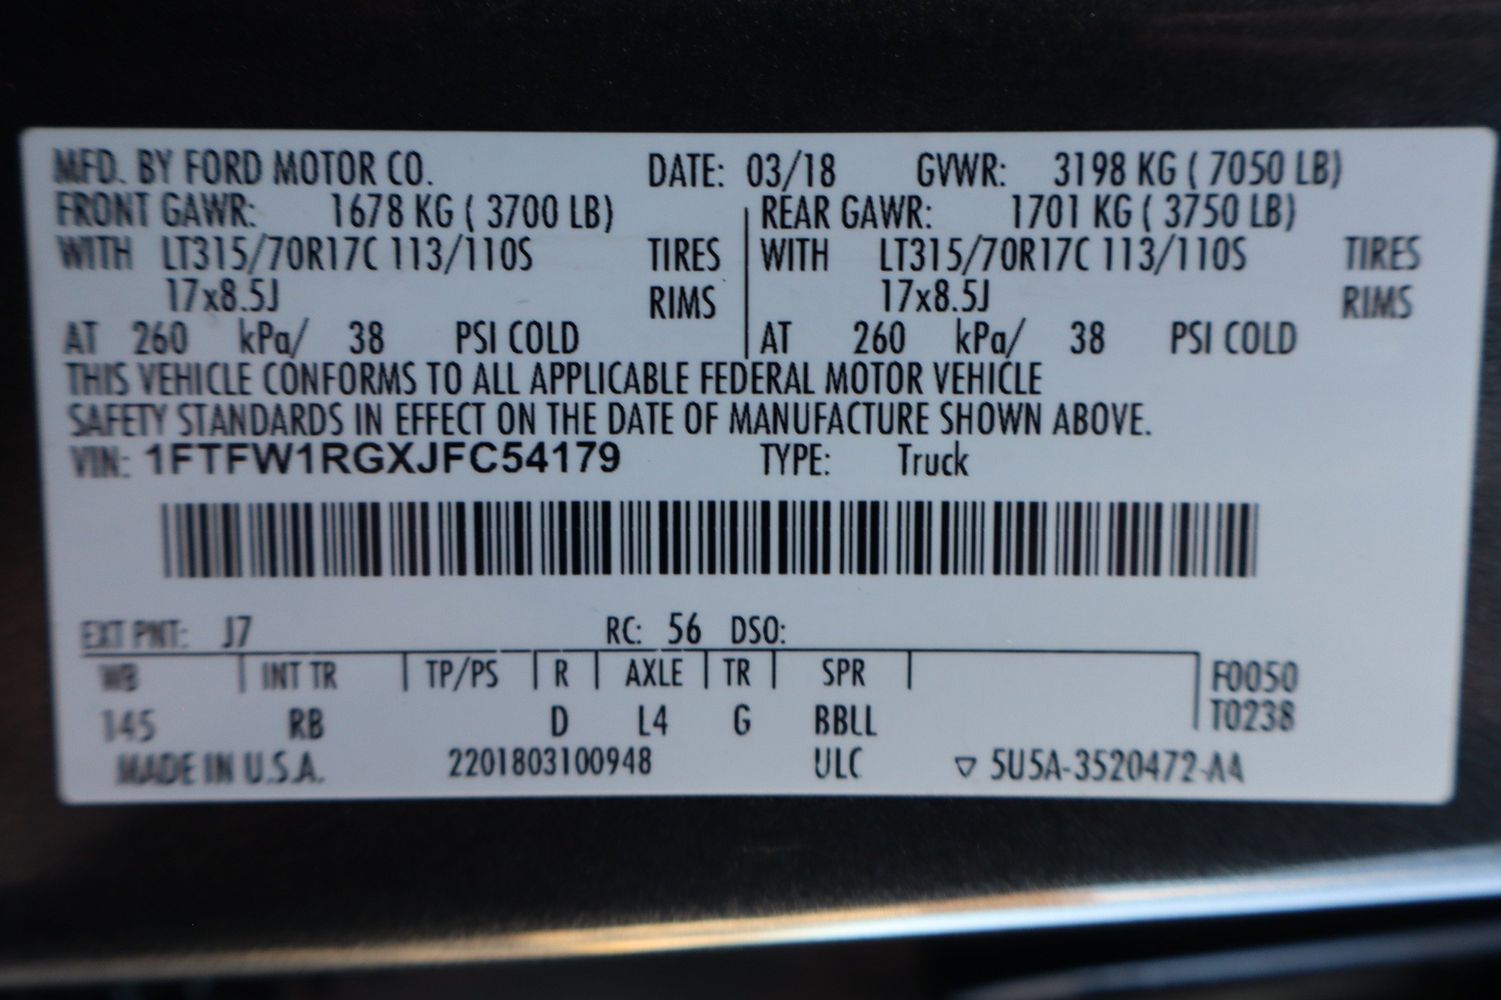 MFD. BY FORD MOTOR CO. DATE: 03/18 GVWR: 3198 KG ( 7050 LB)
FRONT GAWR: 1678 KG ( 3700 LB) REAR GAWR: 1701 KG ( 3750 LB)
WITH LT315/70R17C 113/110S TIRES WITH LT315/70R17C 113/110S TIRES
17x8.5J RIMS 17x8.5J RIMS
AT 260 kPa/ 38 PSI COLD AT 260 kPa/ 38 PSI COLD
THIS VEHICLE CONFORMS TO ALL APPLICABLE FEDERAL MOTOR VEHICLE
SAFETY STANDARDS IN EFFECT ON THE DATE OF MANUFACTURE SHOWN ABOVE.
VIN: 1FTFW1RGXJFC54179 TYPE: Truck
EXT PNT: J7 RC: 56 DSO:
WB INT TR TP/PS R AXLE TR SPR F0050
145 RB D L4 G BBLL T0238
MADE IN U.S.A. 2201803100948 ULC ▽ 5U5A-3520472-AA